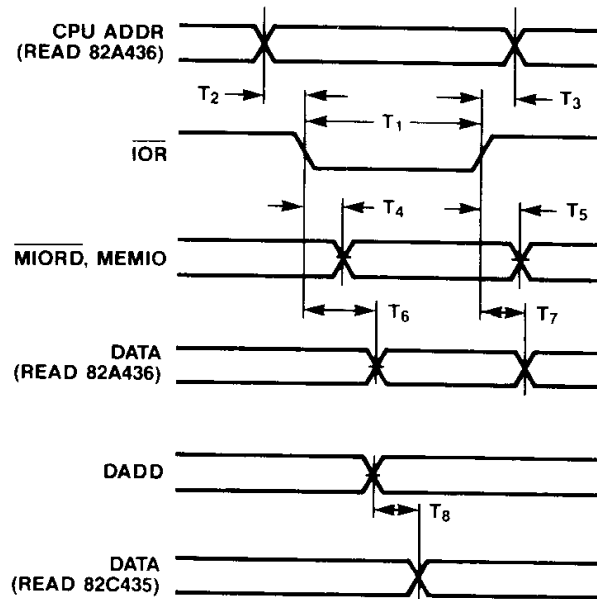 CPU ADDR
(READ 82A436)
T2
T3
T1
IOR
T4
T5
MIORD, MEMIO
T6
T7
DATA
(READ 82A436)
DADD
T8
DATA
(READ 82C435)